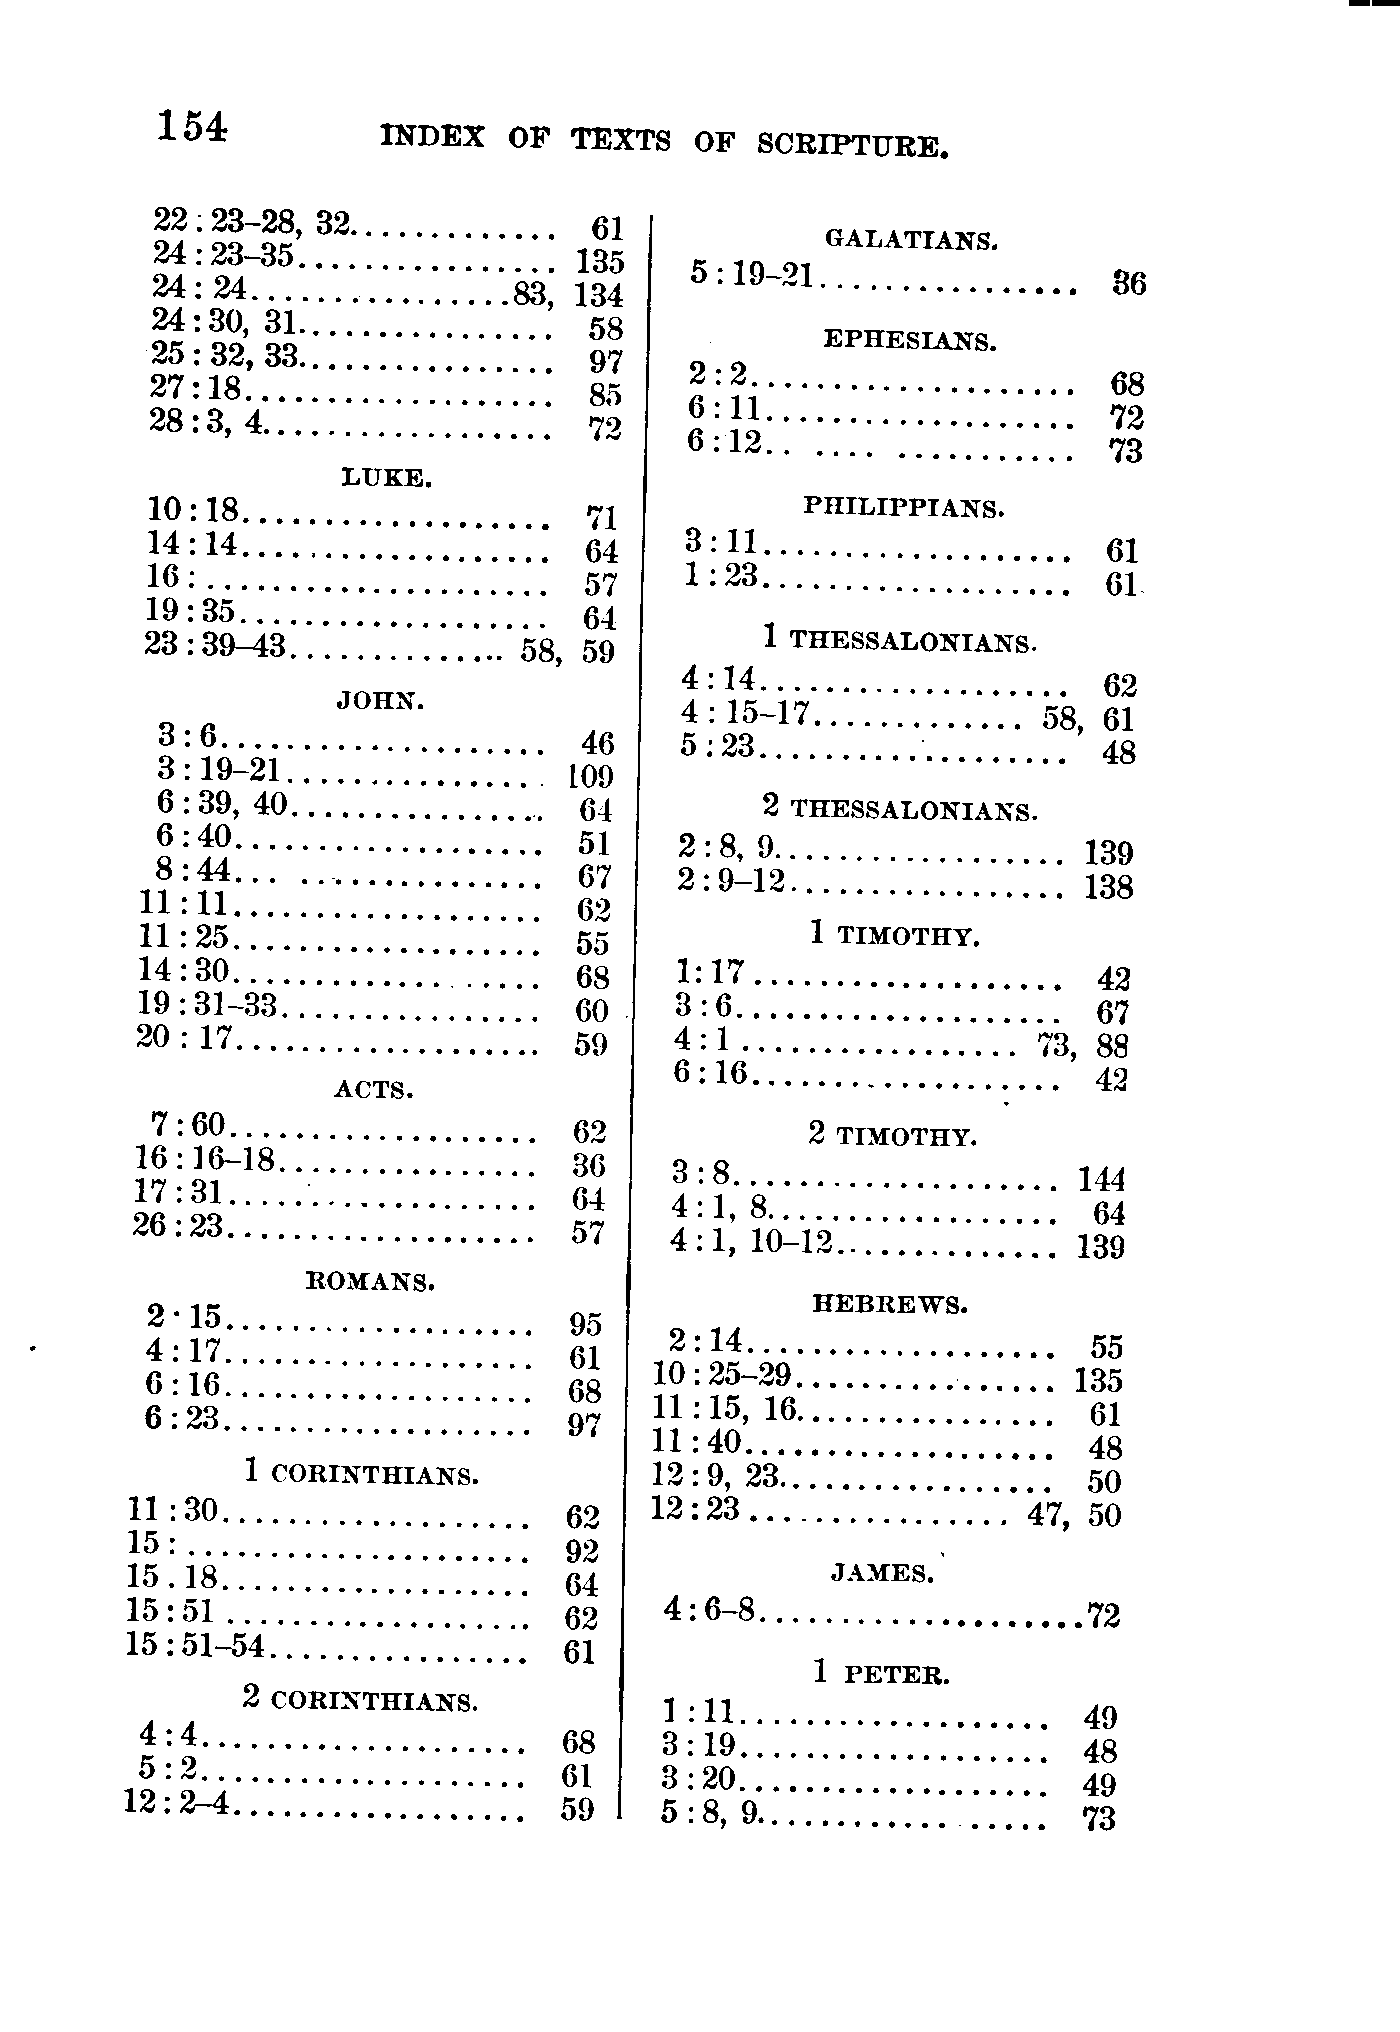 154 INDEX OF TEXTS OF SCRIPTURE.
22 : 23–28, 32............. 61
24 : 23–35................ 135
24 : 24................83, 134
24 : 30, 31................ 58
25 : 32, 33................ 97
27 : 18................... 85
28 : 3, 4.................. 72
LUKE.
10 : 18................... 71
14 : 14................... 64
16 : ..................... 57
19 : 35................... 64
23 : 39–43.............. 58, 59
JOHN.
3 : 6.................... 46
3 : 19–21................ 109
6 : 39, 40................ 64
6 : 40................... 51
8 : 44... ............... 67
11 : 11................... 62
11 : 25................... 55
14 : 30................... 68
19 : 31–33................ 60
20 : 17................... 59
ACTS.
7 : 60................... 62
16 : 16–18................ 36
17 : 31................... 64
26 : 23................... 57
ROMANS.
2 · 15................... 95
4 : 17................... 61
6 : 16................... 68
6 : 23................... 97
1 CORINTHIANS.
11 : 30................... 62
15 : ..................... 92
15 . 18................... 64
15 : 51 ................... 62
15 : 51–54................ 61
2 CORINTHIANS.
4 : 4.................... 68
5 : 2.................... 61
12 : 2–4.................. 59
GALATIANS.
5 : 19–21................ 36
EPHESIANS.
2 : 2.................... 68
6 : 11................... 72
6 : 12.. .... ........... 73
PHILIPPIANS.
3 : 11................... 61
1 : 23................... 61
1 THESSALONIANS.
4 : 14................... 62
4 : 15–17............. 58, 61
5 : 23................... 48
2 THESSALONIANS.
2 : 8, 9.................. 139
2 : 9–12................. 138
1 TIMOTHY.
1 : 17 ................... 42
3 : 6.................... 67
4 : 1 ................. 73, 88
6 : 16................... 42
2 TIMOTHY.
3 : 8.................... 144
4 : 1, 8.................. 64
4 : 1, 10–12.............. 139
HEBREWS.
2 : 14................... 55
10 : 25–29................ 135
11 : 15, 16................ 61
11 : 40................... 48
12 : 9, 23................. 50
12 : 23 ................ 47, 50
JAMES.
4 : 6–8....................72
1 PETER.
1 : 11................... 49
3 : 19................... 48
3 : 20................... 49
5 : 8, 9............ ..... 73